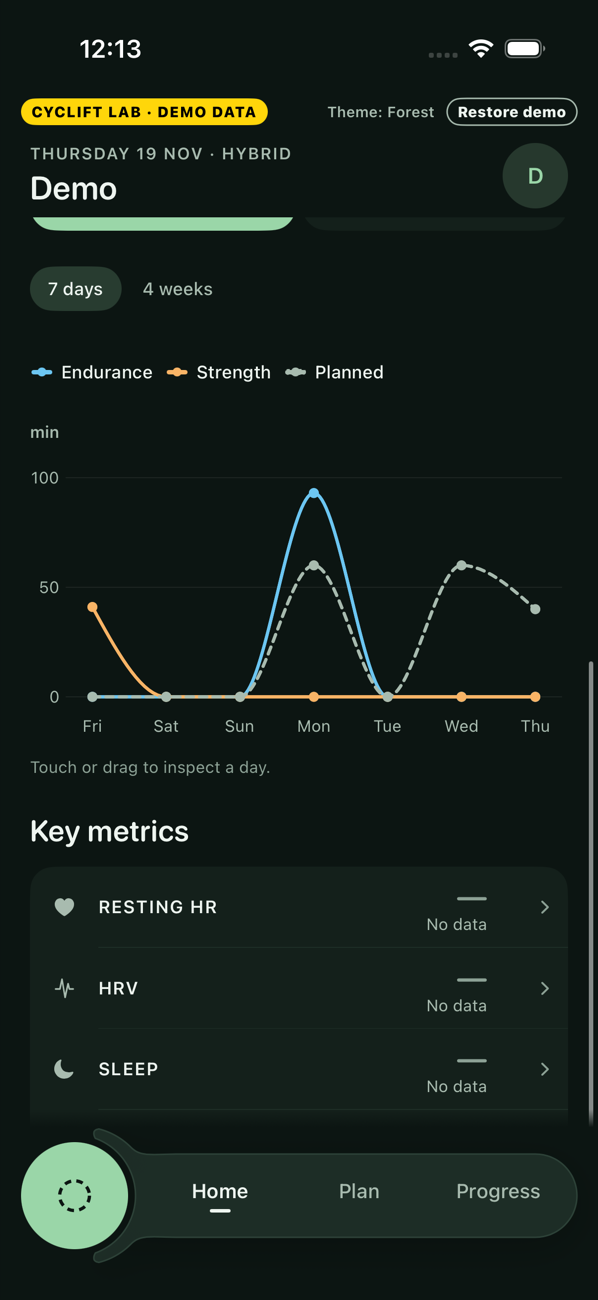 12:13
CYCLIFT LAB · DEMO DATA
Theme: Forest
Restore demo
THURSDAY 19 NOV · HYBRID
Demo
D
7 days
4 weeks
Endurance
Strength
Planned
min
100
50
0
Fri Sat Sun Mon Tue Wed Thu
Touch or drag to inspect a day.
Key metrics
RESTING HR
No data
HRV
No data
SLEEP
No data
Home
Plan
Progress